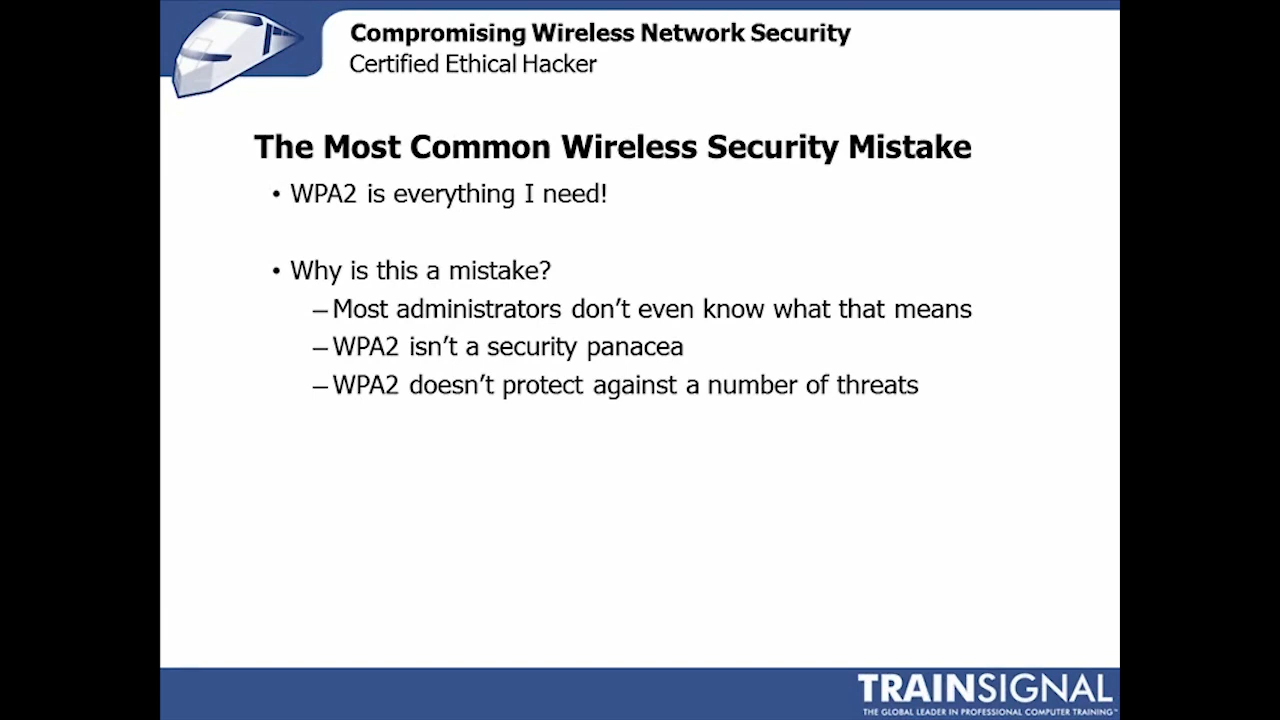 Compromising Wireless Network Security
Certified Ethical Hacker
The Most Common Wireless Security Mistake
• WPA2 is everything I need!
• Why is this a mistake?
– Most administrators don't even know what that means
– WPA2 isn't a security panacea
– WPA2 doesn't protect against a number of threats
TRAINSIGNAL
THE GLOBAL LEADER IN PROFESSIONAL COMPUTER TRAINING™